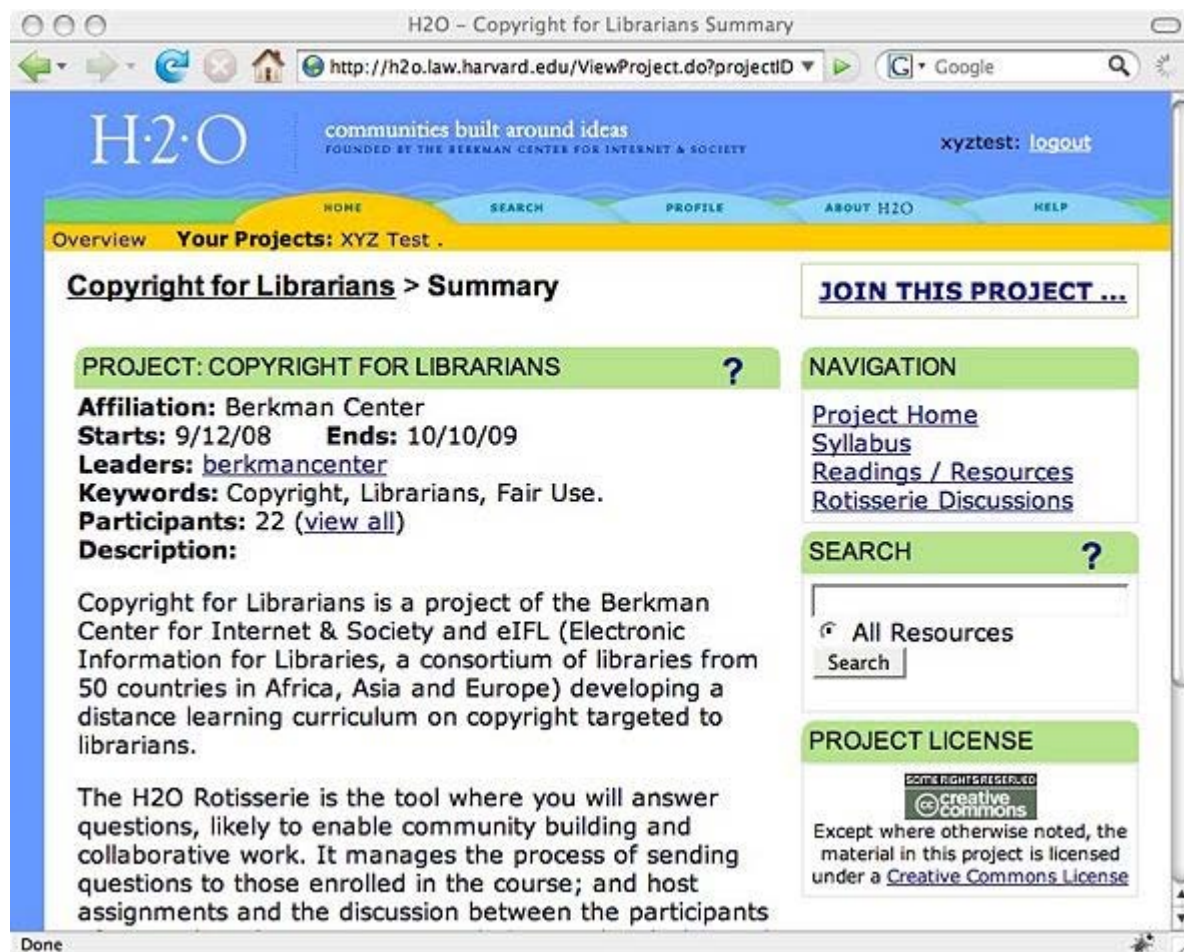 H2O – Copyright for Librarians Summary
http://h2o.law.harvard.edu/ViewProject.do?projectID
G
Google
H·2·O
communities built around ideas
FOUNDED BY THE BERKMAN CENTER FOR INTERNET & SOCIETY
xyztest: logout
HOME
SEARCH
PROFILE
ABOUT H2O
HELP
Overview Your Projects: XYZ Test .
Copyright for Librarians > Summary
JOIN THIS PROJECT ...
PROJECT: COPYRIGHT FOR LIBRARIANS ?
Affiliation: Berkman Center
Starts: 9/12/08 Ends: 10/10/09
Leaders: berkmancenter
Keywords: Copyright, Librarians, Fair Use.
Participants: 22 (view all)
Description:
Copyright for Librarians is a project of the Berkman
Center for Internet & Society and eIFL (Electronic
Information for Libraries, a consortium of libraries from
50 countries in Africa, Asia and Europe) developing a
distance learning curriculum on copyright targeted to
librarians.
The H2O Rotisserie is the tool where you will answer
questions, likely to enable community building and
collaborative work. It manages the process of sending
questions to those enrolled in the course; and host
assignments and the discussion between the participants
NAVIGATION
Project Home
Syllabus
Readings / Resources
Rotisserie Discussions
SEARCH ?
All Resources
Search
PROJECT LICENSE
SOME RIGHTS RESERVED
cc creative
commons
Except where otherwise noted, the
material in this project is licensed
under a Creative Commons License
Done